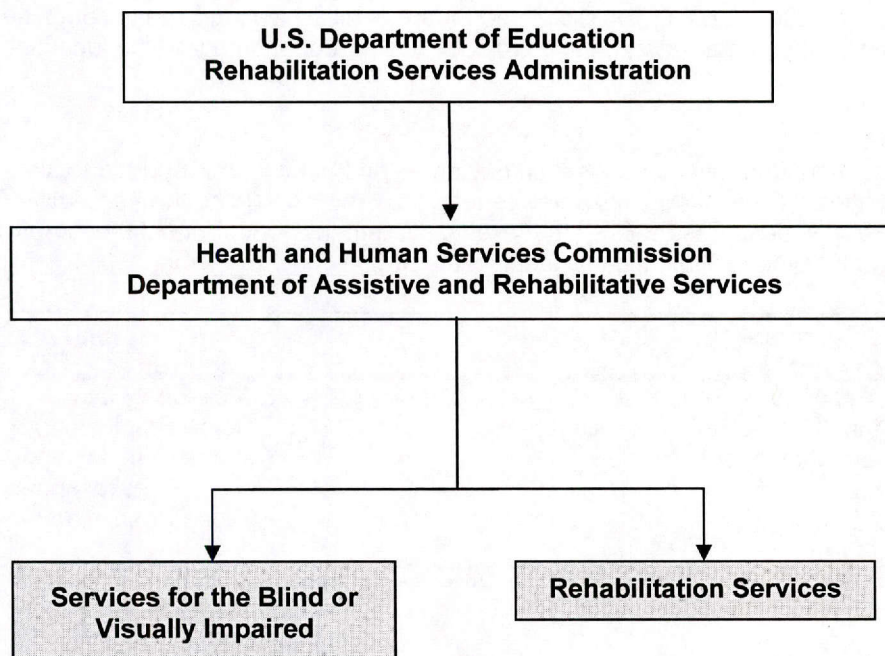 U.S. Department of Education
Rehabilitation Services Administration
Health and Human Services Commission
Department of Assistive and Rehabilitative Services
Services for the Blind or
Visually Impaired
Rehabilitation Services